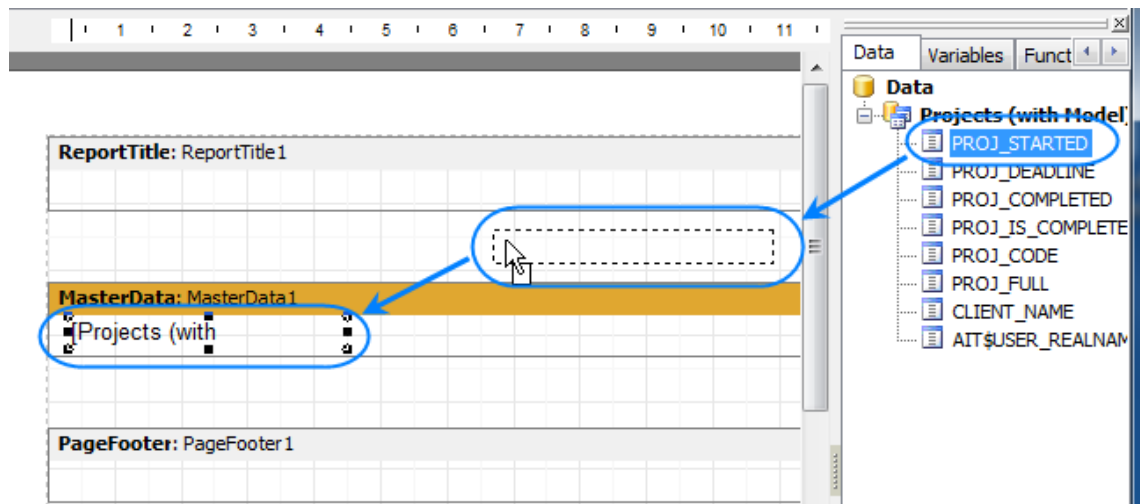 1 2 3 4 5 6 7 8 9 10 11
Data Variables Funct
Data
Projects (with Model)
PROJ_STARTED
PROJ_DEADLINE
PROJ_COMPLETED
PROJ_IS_COMPLETE
PROJ_CODE
PROJ_FULL
CLIENT_NAME
AIT$USER_REALNAM
ReportTitle: ReportTitle1
MasterData: MasterData1
[Projects (with
PageFooter: PageFooter1